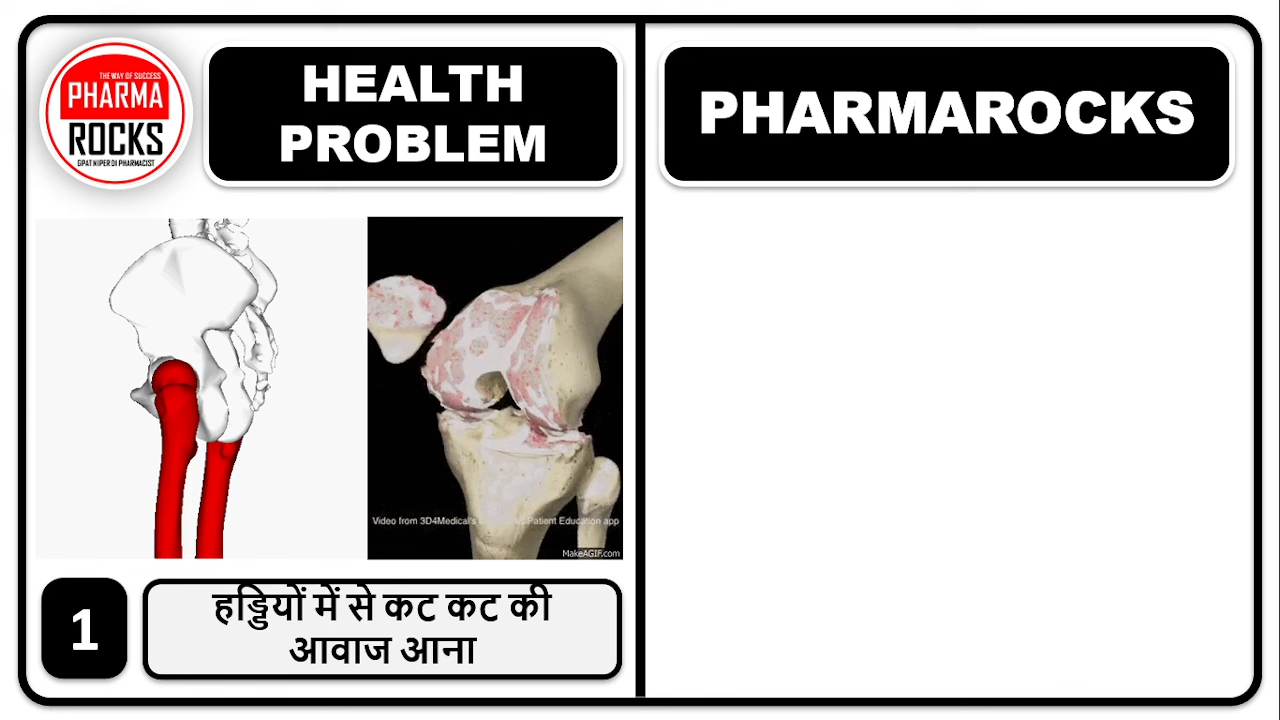 THE WAY OF SUCCESS
PHARMA
ROCKS
GPAT NIPER DI PHARMACIST
HEALTH
PROBLEM
PHARMAROCKS
Video from 3D4Medical's Patient Education app
MakeAGIF.com
1
हड्डियों में से कट कट की
आवाज आना